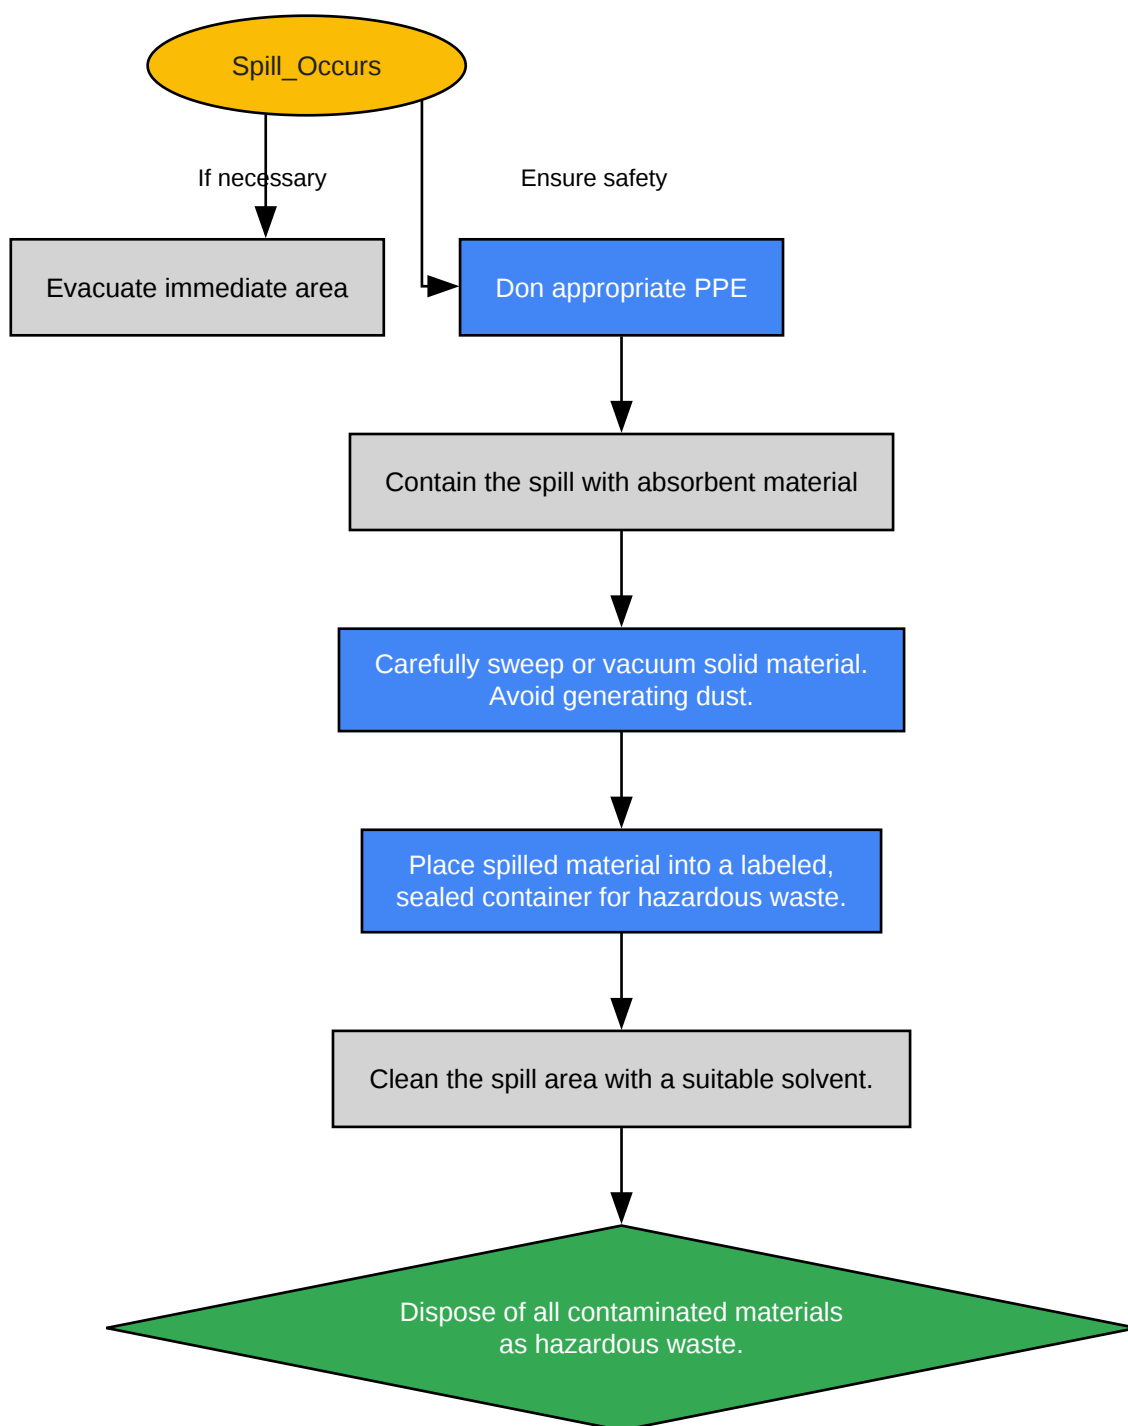 Spill_Occurs
If necessary
Ensure safety
Evacuate immediate area
Don appropriate PPE
Contain the spill with absorbent material
Carefully sweep or vacuum solid material.
Avoid generating dust.
Place spilled material into a labeled,
sealed container for hazardous waste.
Clean the spill area with a suitable solvent.
Dispose of all contaminated materials
as hazardous waste.